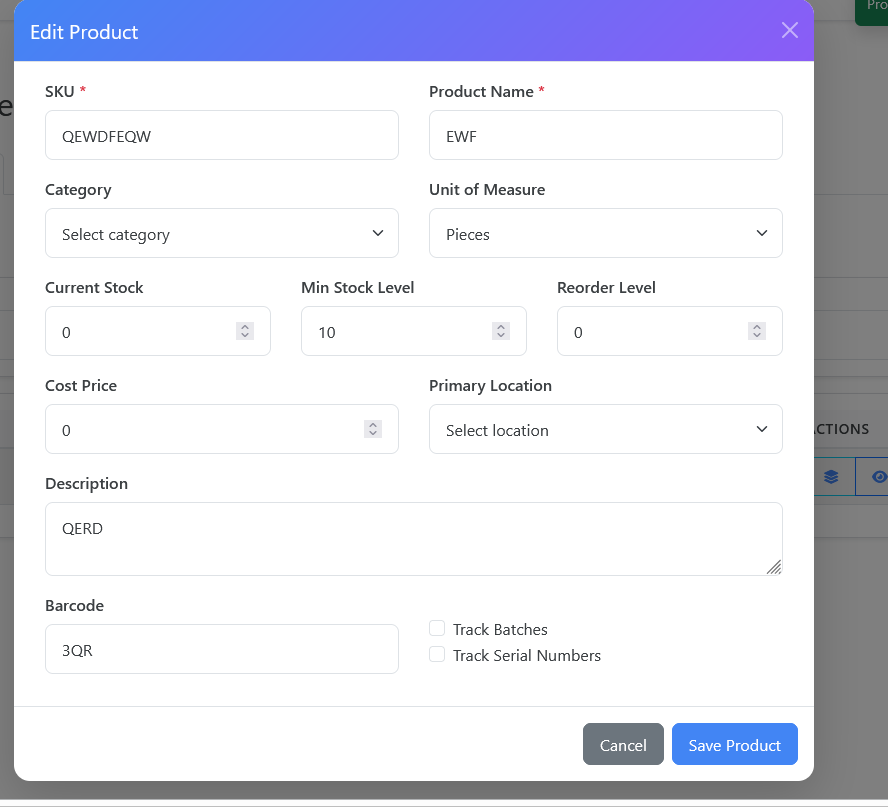 Pro
Edit Product
e
SKU *
Product Name *
QEWDFEQW
EWF
Category
Unit of Measure
Select category
Pieces
Current Stock
Min Stock Level
Reorder Level
0
10
0
Cost Price
Primary Location
0
Select location
CTIONS
Description
QERD
Barcode
3QR
Track Batches
Track Serial Numbers
Cancel
Save Product